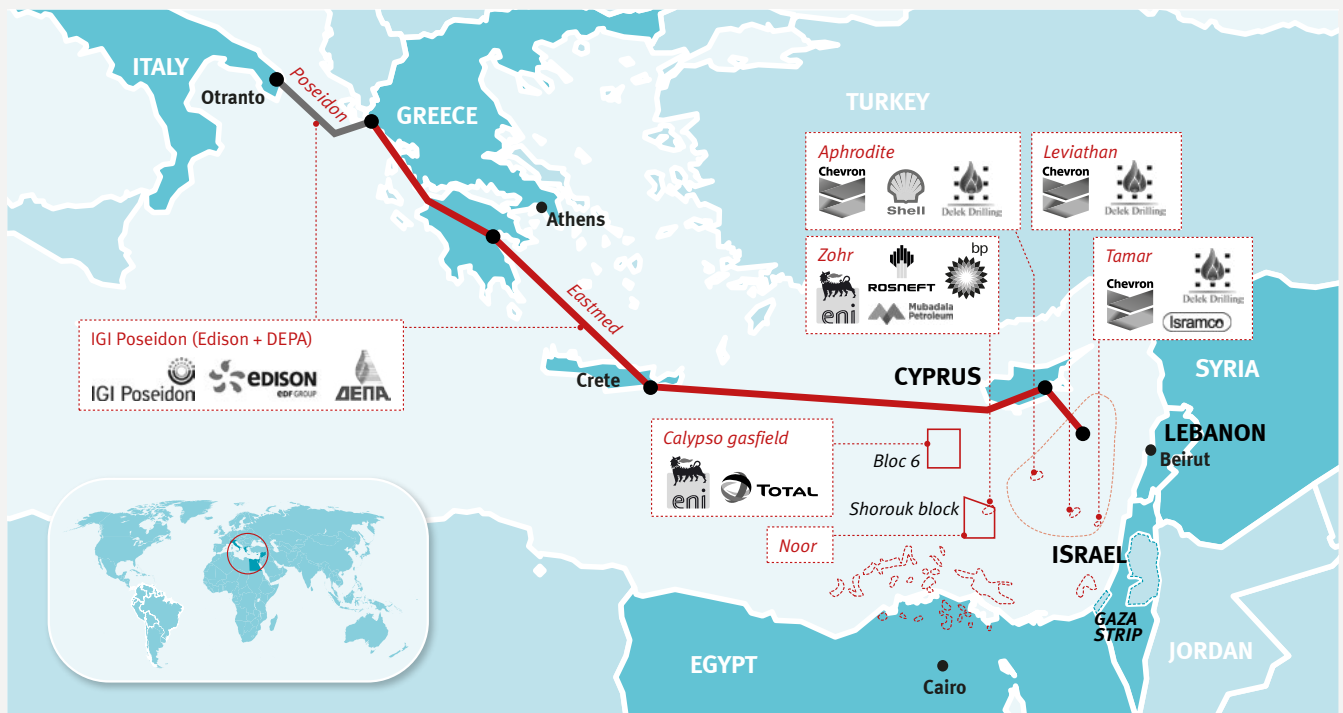 ITALY
Otranto
Poseidon
GREECE
TURKEY
Athens
Aphrodite
Chevron
Shell
Delek Drilling
Leviathan
Chevron
Delek Drilling
Zohr
eni
ROSNEFT
bp
Mubadala
Petroleum
Tamar
Chevron
Delek Drilling
Isramco
Eastmed
IGI Poseidon (Edison + DEPA)
IGI Poseidon
eDISON
eDF GROUP
ΔΕΠΑ
Crete
CYPRUS
SYRIA
LEBANON
Beirut
Calypso gasfield
eni
TOTAL
Bloc 6
Shorouk block
Noor
ISRAEL
GAZA
STRIP
JORDAN
EGYPT
Cairo